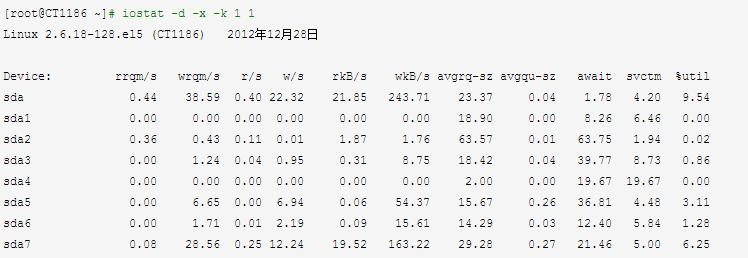 [root@CT1186 ~]# iostat -d -x -k 1 1
Linux 2.6.18-128.el5 (CT1186) 2012年12月28日
Device: rrqm/s wrqm/s r/s w/s rkB/s wkB/s avgrq-sz avgqu-sz await svctm %util
sda 0.44 38.59 0.40 22.32 21.85 243.71 23.37 0.04 1.78 4.20 9.54
sda1 0.00 0.00 0.00 0.00 0.00 0.00 18.90 0.00 8.26 6.46 0.00
sda2 0.36 0.43 0.11 0.01 1.87 1.76 63.57 0.01 63.75 1.94 0.02
sda3 0.00 1.24 0.04 0.95 0.31 8.75 18.42 0.04 39.77 8.73 0.86
sda4 0.00 0.00 0.00 0.00 0.00 0.00 2.00 0.00 19.67 19.67 0.00
sda5 0.00 6.65 0.00 6.94 0.06 54.37 15.67 0.26 36.81 4.48 3.11
sda6 0.00 1.71 0.01 2.19 0.09 15.61 14.29 0.03 12.40 5.84 1.28
sda7 0.08 28.56 0.25 12.24 19.52 163.22 29.28 0.27 21.46 5.00 6.25